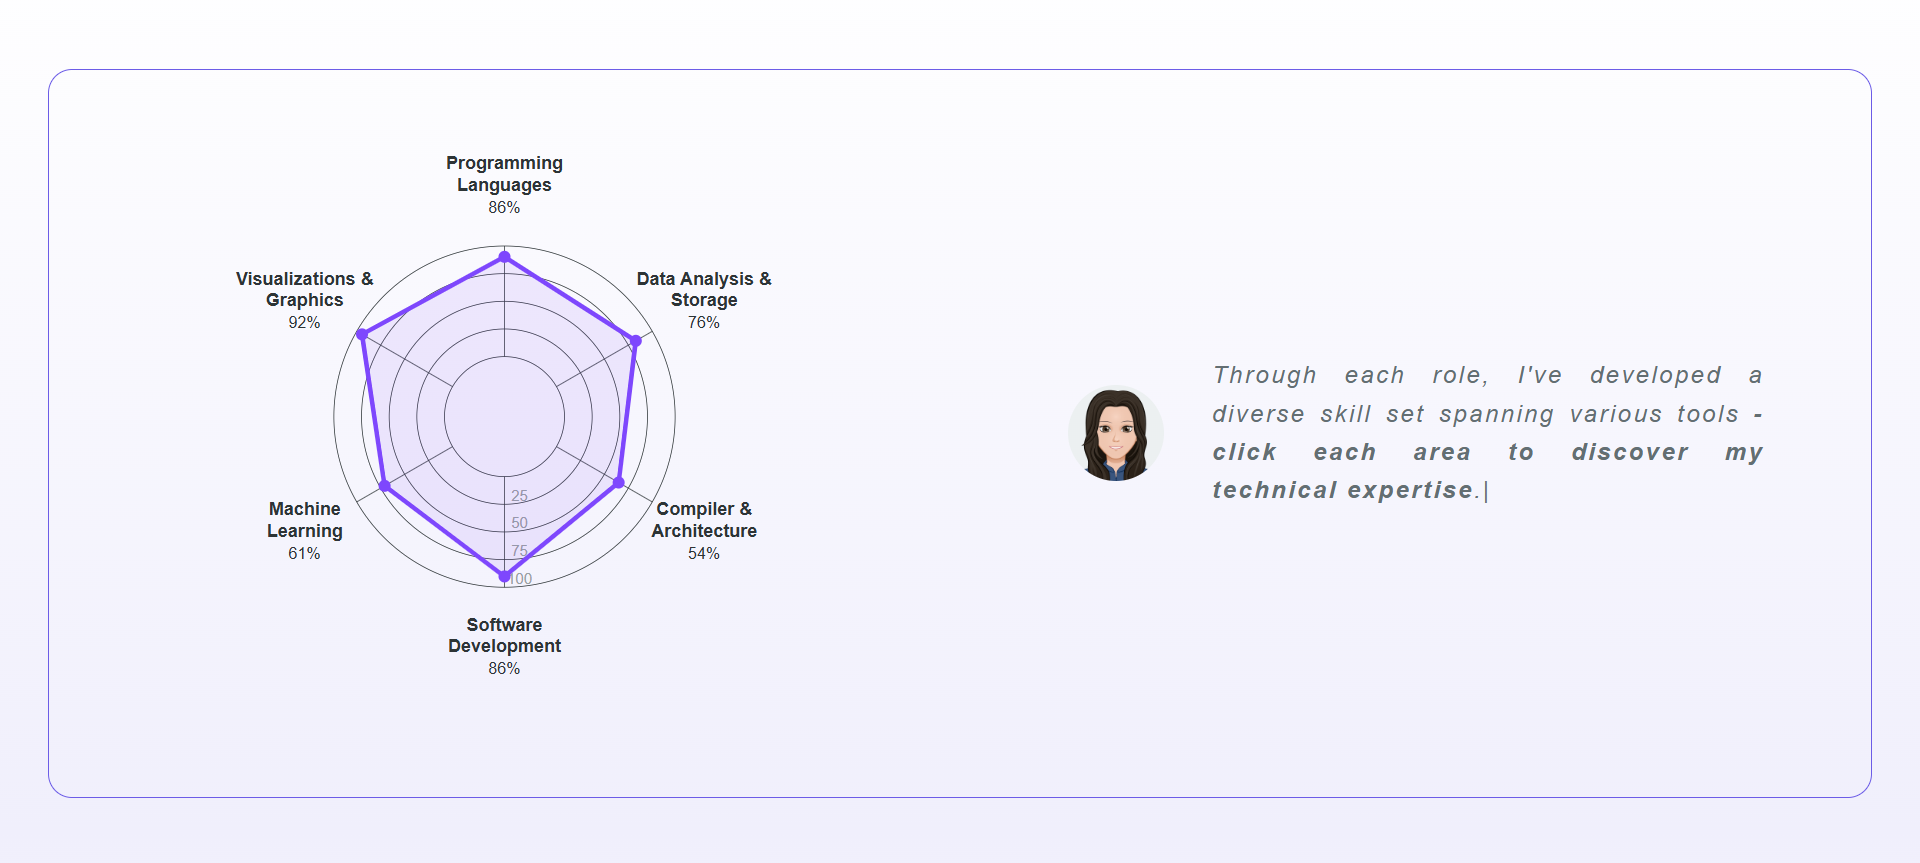 Programming
Languages
86%
Visualizations &
Graphics
92%
Data Analysis &
Storage
76%
Machine
Learning
61%
Compiler &
Architecture
54%
25
50
75
100
Software
Development
86%
Through each role, I've developed a
diverse skill set spanning various tools -
click each area to discover my
technical expertise.|